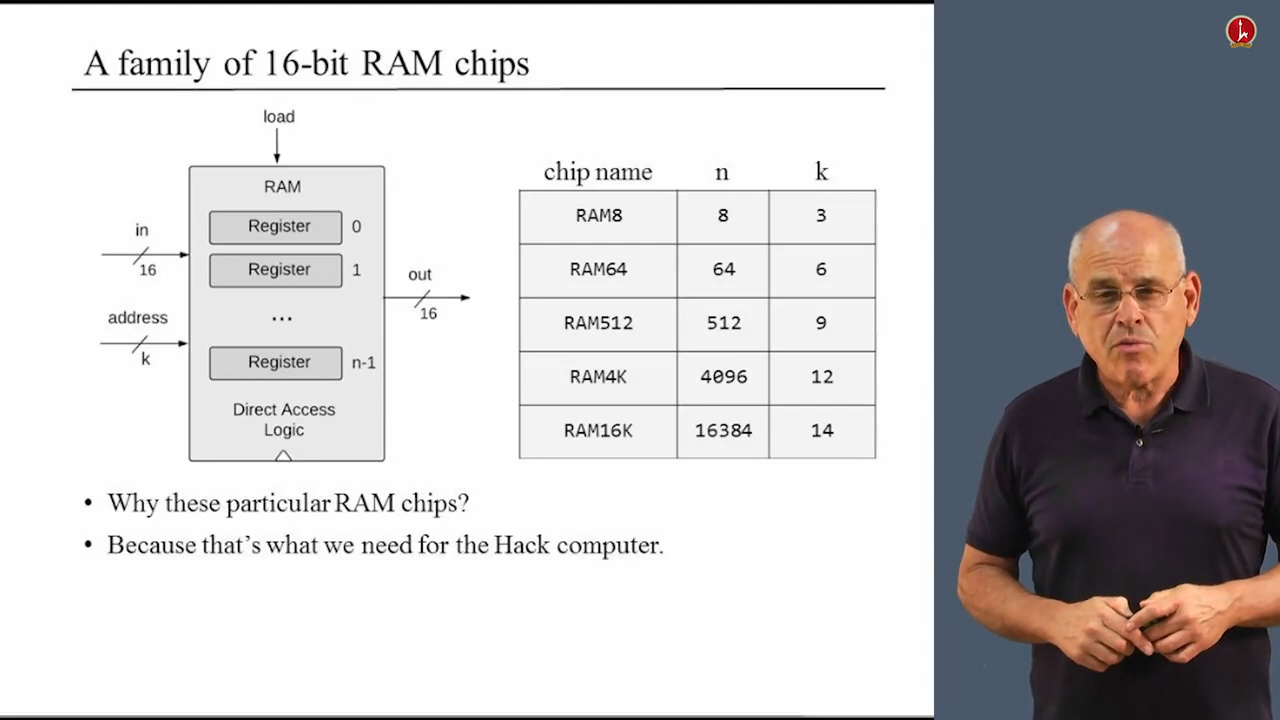 A family of 16-bit RAM chips
load
RAM
Register 0
Register 1
...
Register n-1
Direct Access
Logic
in
16
address
k
out
16
chip name n k
RAM8 8 3
RAM64 64 6
RAM512 512 9
RAM4K 4096 12
RAM16K 16384 14
• Why these particular RAM chips?
• Because that's what we need for the Hack computer.